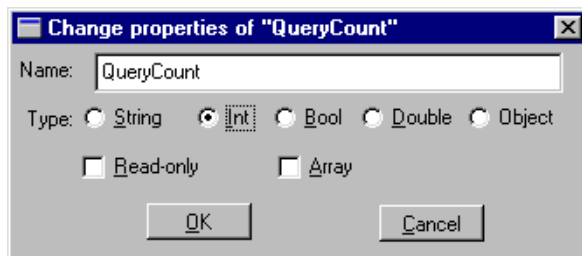 Change properties of "QueryCount"
Name: QueryCount
Type: String Int Bool Double Object
Read-only Array
OK Cancel